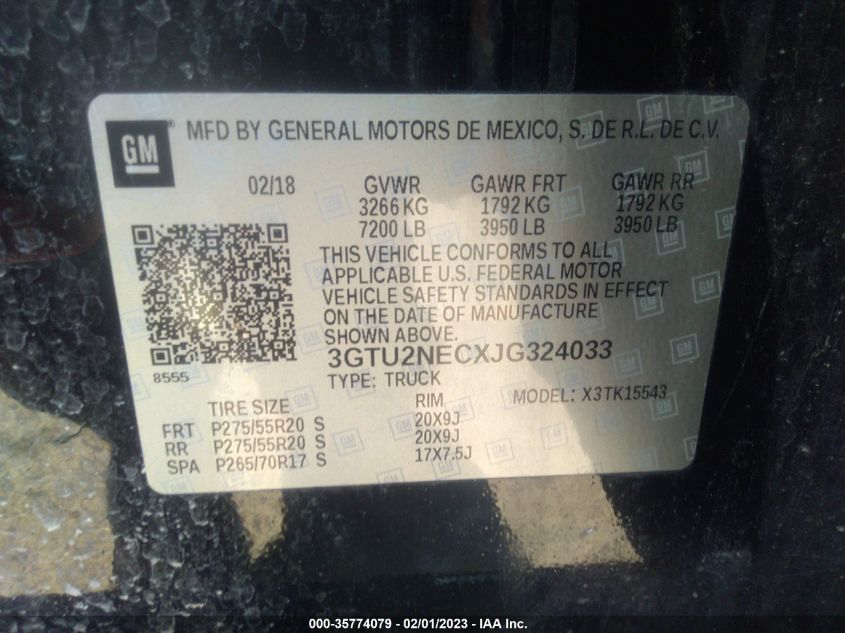 GM ® MFD BY GENERAL MOTORS DE MEXICO, S. DE R.L. DE C.V.
02/18 GVWR GAWR FRT GAWR RR
3266 KG 1792 KG 1792 KG
7200 LB 3950 LB 3950 LB
THIS VEHICLE CONFORMS TO ALL
APPLICABLE U.S. FEDERAL MOTOR
VEHICLE SAFETY STANDARDS IN EFFECT
ON THE DATE OF MANUFACTURE
SHOWN ABOVE.
3GTU2NECXJG324033
8555 TYPE: TRUCK MODEL: X3TK15543
TIRE SIZE RIM
FRT P275/55R20 S 20X9J
RR P275/55R20 S 20X9J
SPA P265/70R17 S 17X7.5J
000-35774079 - 02/01/2023 - IAA Inc.